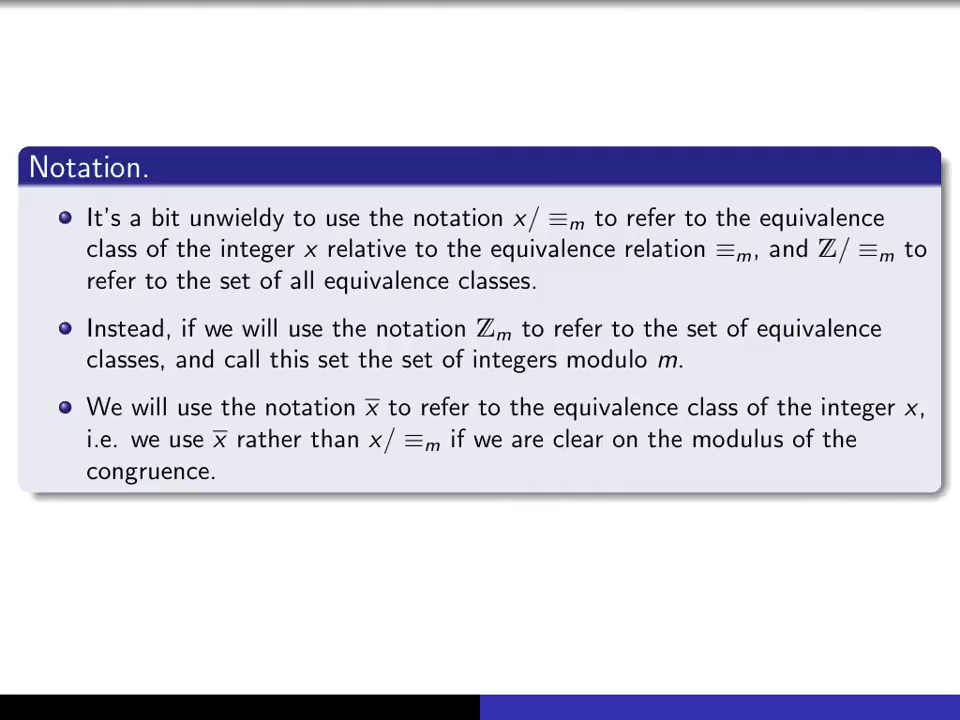 Notation.
It's a bit unwieldy to use the notation x/ ≡ₘ to refer to the equivalence
class of the integer x relative to the equivalence relation ≡ₘ, and ℤ/ ≡ₘ to
refer to the set of all equivalence classes.
Instead, if we will use the notation ℤₘ to refer to the set of equivalence
classes, and call this set the set of integers modulo m.
We will use the notation x̅ to refer to the equivalence class of the integer x,
i.e. we use x̅ rather than x/ ≡ₘ if we are clear on the modulus of the
congruence.